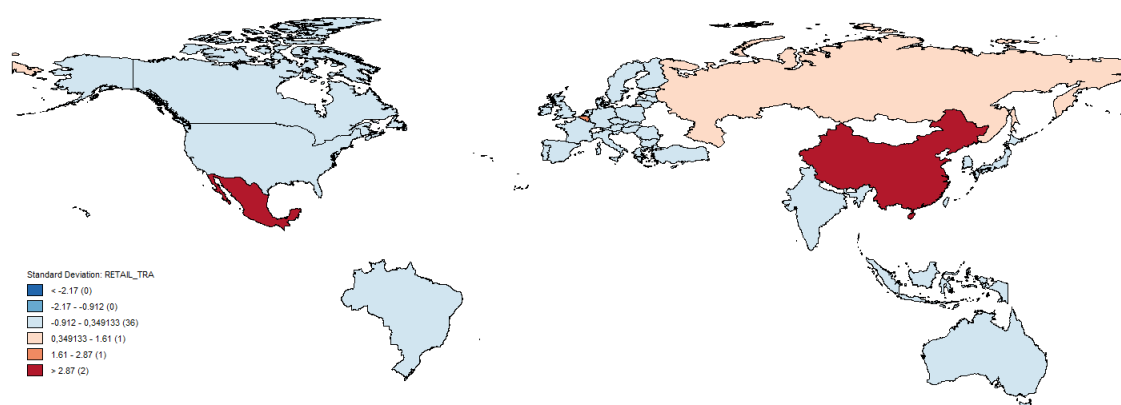 Standard Deviation: RETAIL_TRA
< -2.17 (0)
-2.17 - -0.912 (0)
-0.912 - 0,349133 (36)
0,349133 - 1.61 (1)
1.61 - 2.87 (1)
> 2.87 (2)